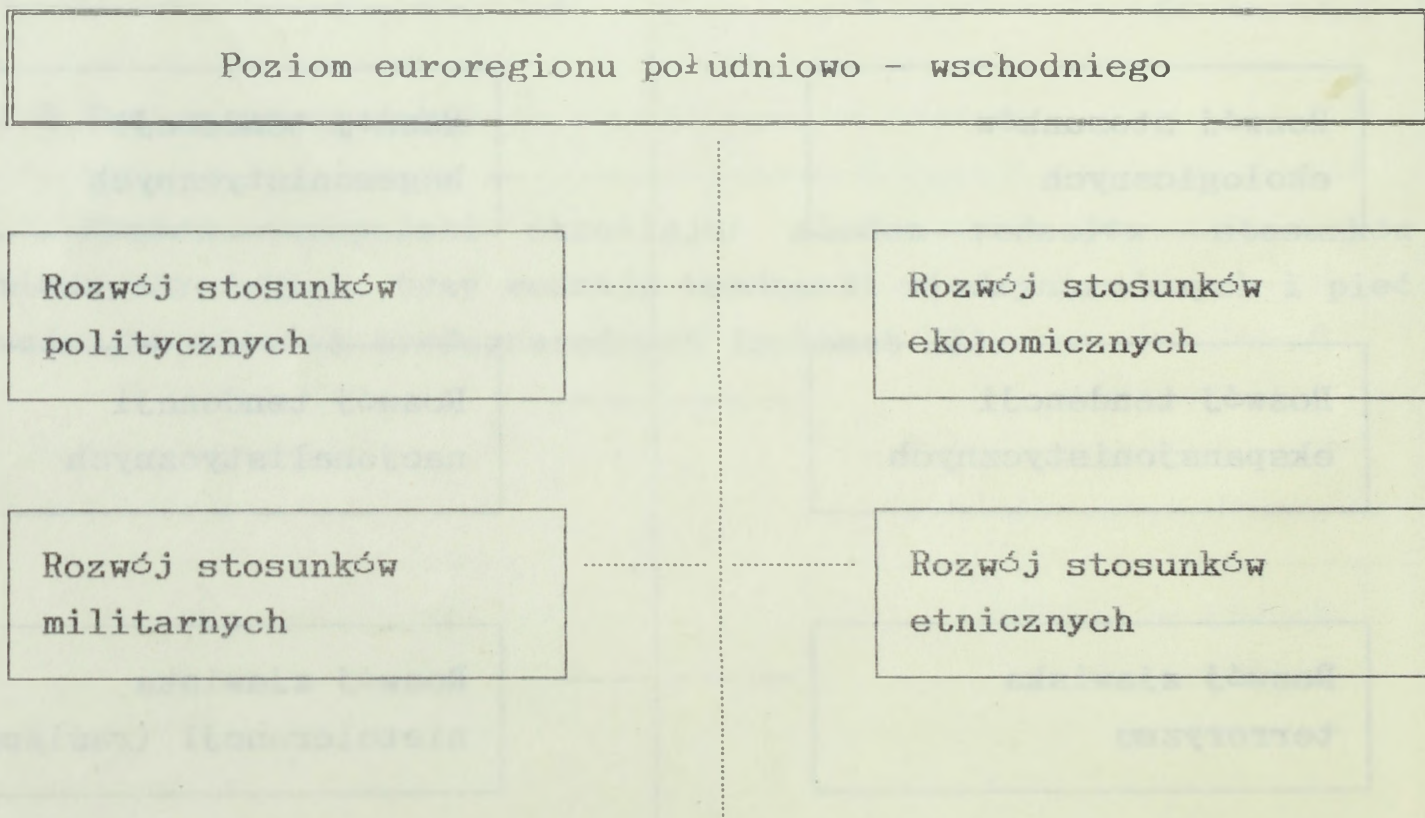 Poziom euroregionu południowo - wschodniego
Rozwój stosunków
politycznych
Rozwój stosunków
ekonomicznych
Rozwój stosunków
militarnych
Rozwój stosunków
etnicznych